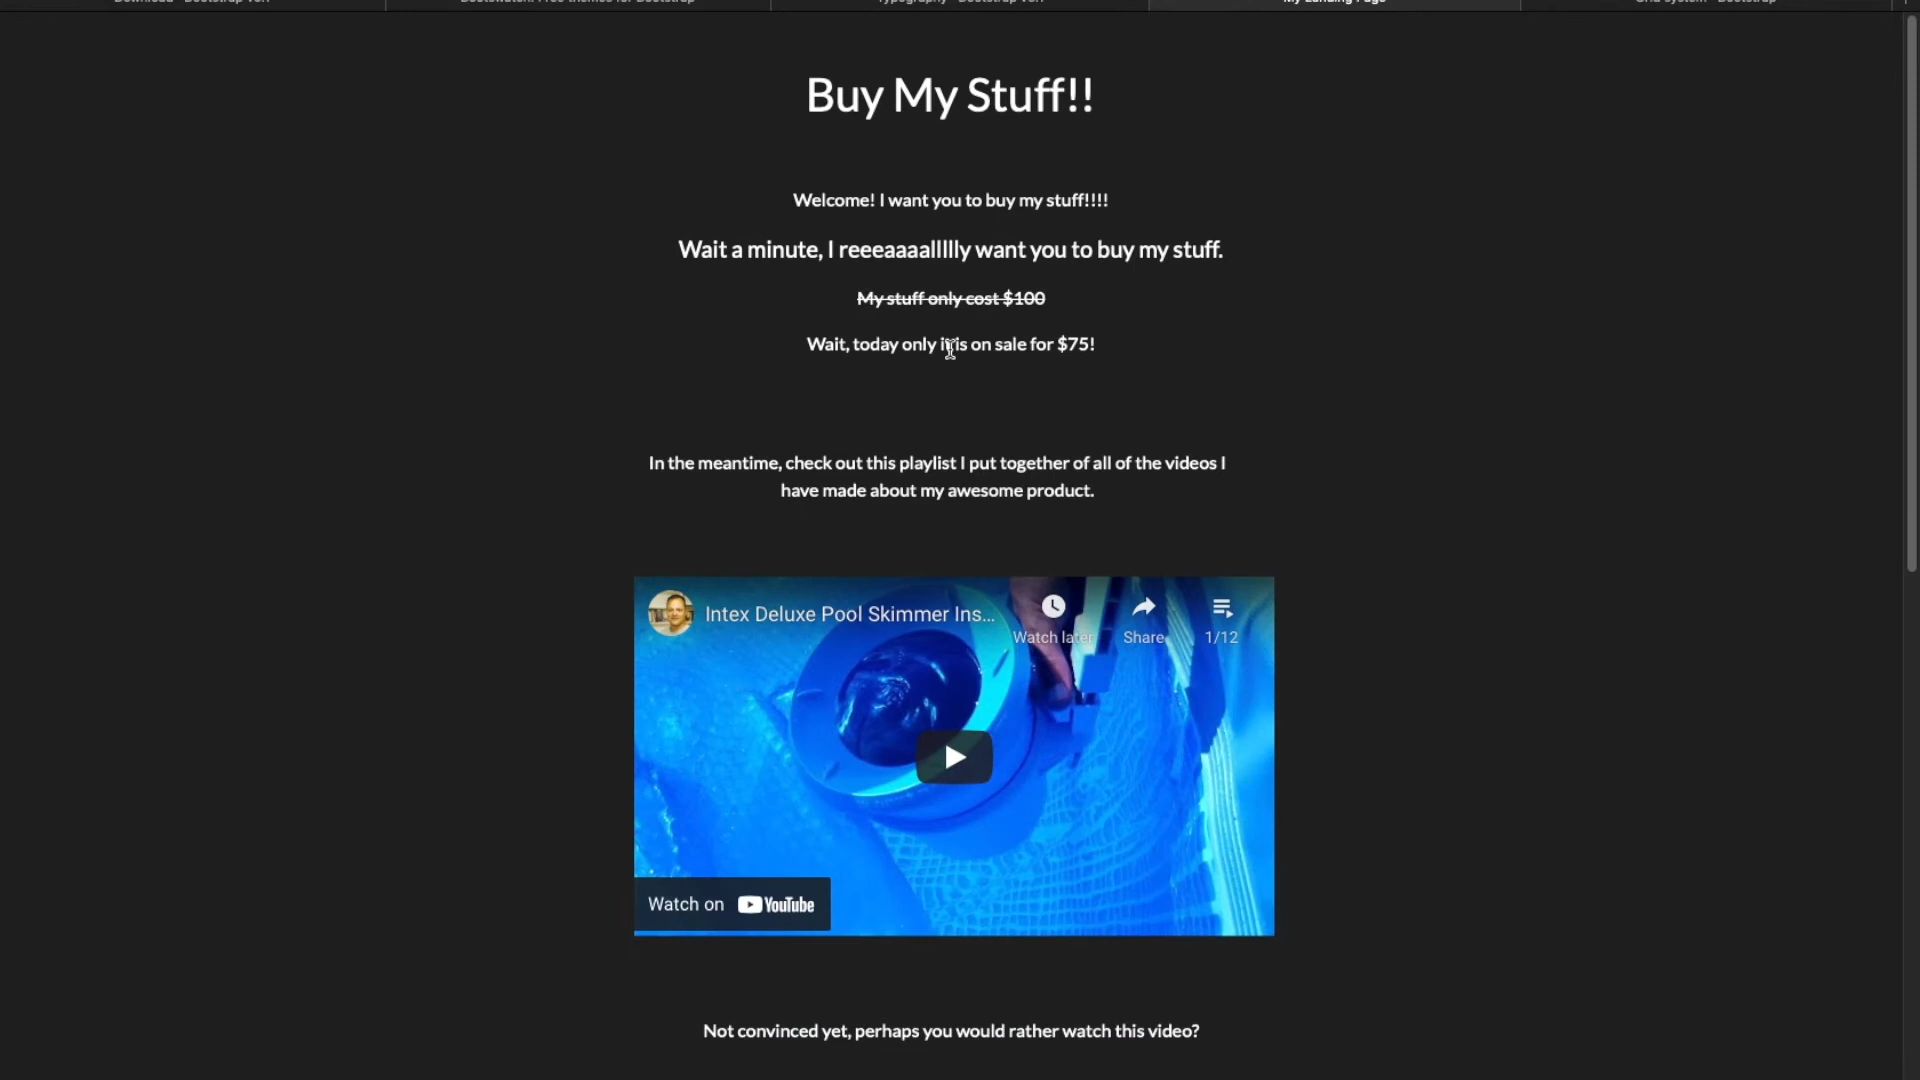 My Landing Page
Buy My Stuff!!
Welcome! I want you to buy my stuff!!!!
Wait a minute, I reeeaaaallllly want you to buy my stuff.
My stuff only cost $100
Wait, today only it is on sale for $75!
In the meantime, check out this playlist I put together of all of the videos I
have made about my awesome product.
Intex Deluxe Pool Skimmer Ins...
Watch later
Share
1/12
Watch on YouTube
Not convinced yet, perhaps you would rather watch this video?